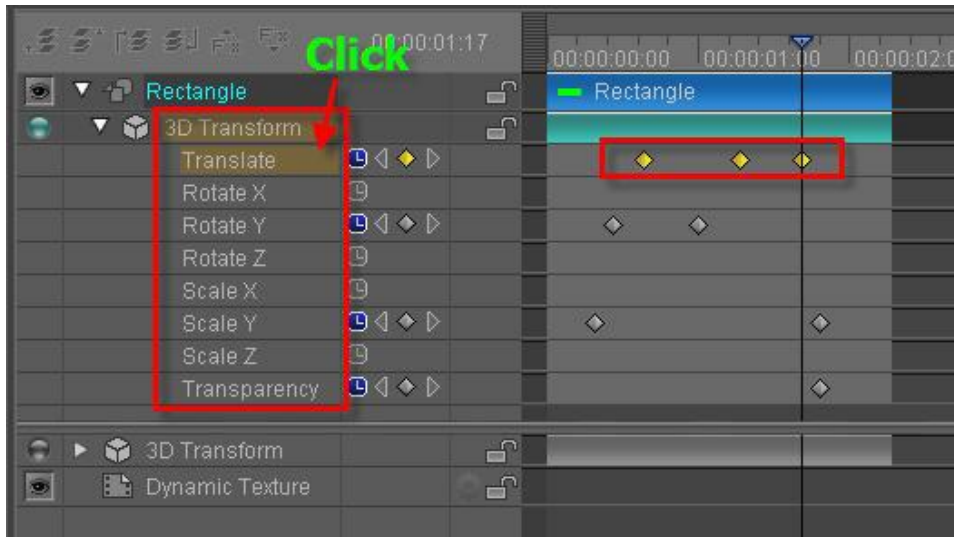 Click 00:00:01:17
00:00:00:00 00:00:01:00 00:00:02:0
Rectangle Rectangle
3D Transform
Translate
Rotate X
Rotate Y
Rotate Z
Scale X
Scale Y
Scale Z
Transparency
3D Transform
Dynamic Texture